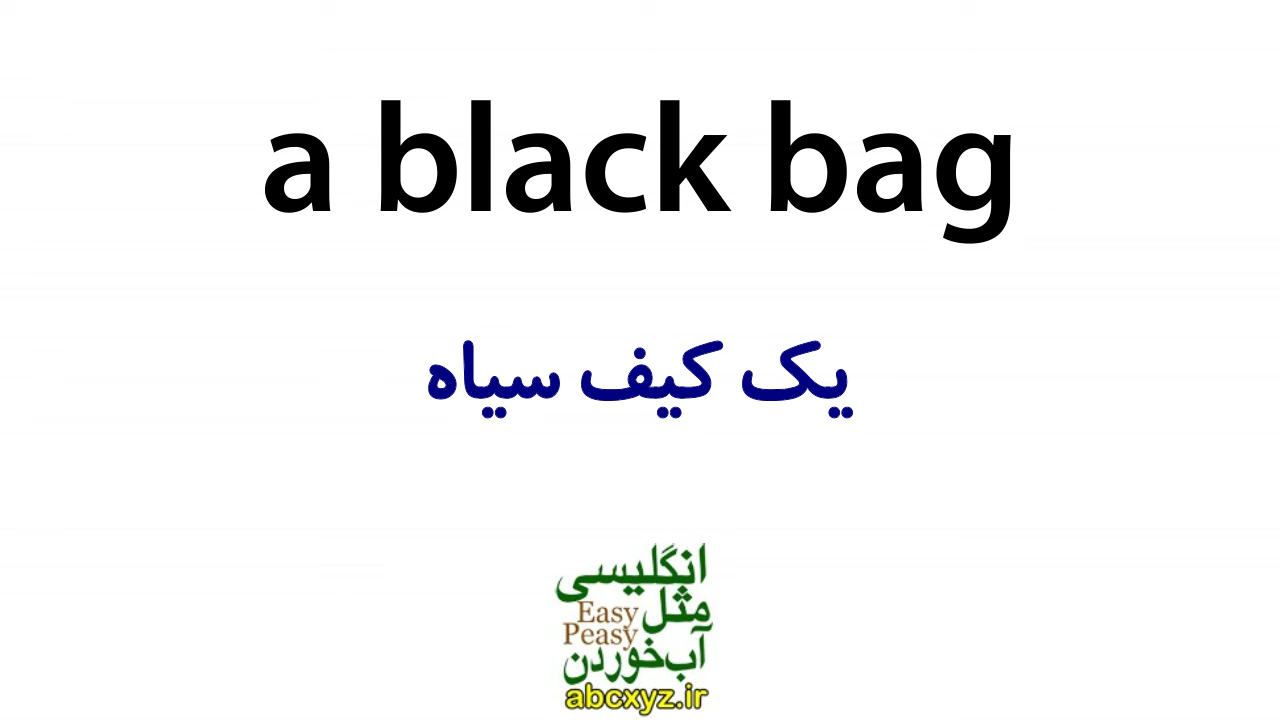 a black bag
یک کیف سیاه
انگلیسی
مثل
Easy
Peasy
آب خوردن
abcxyz.ir